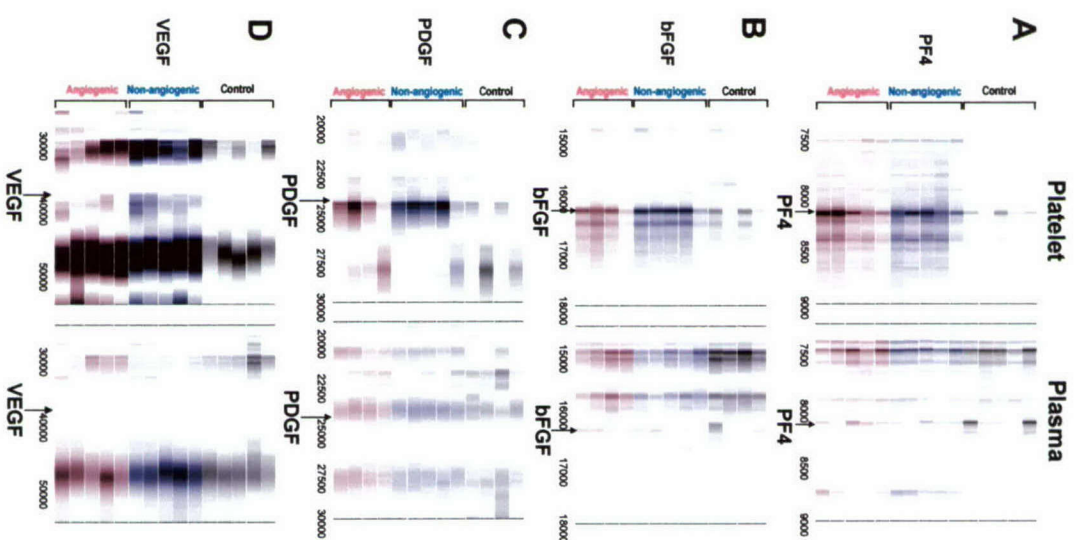 A Platelet Plasma
PF4
Control
Non-angiogenic
Angiogenic
7500 8000 8500 9000 7500 8000 8500 9000
PF4 PF4
B
bFGF
Control
Non-angiogenic
Angiogenic
15000 16000 17000 18000 15000 16000 17000 18000
bFGF bFGF
C
PDGF
Control
Non-angiogenic
Angiogenic
20000 22500 25000 27500 30000 20000 22500 25000 27500 30000
PDGF PDGF
D
VEGF
Control
Non-angiogenic
Angiogenic
30000 40000 50000 30000 40000 50000
VEGF VEGF